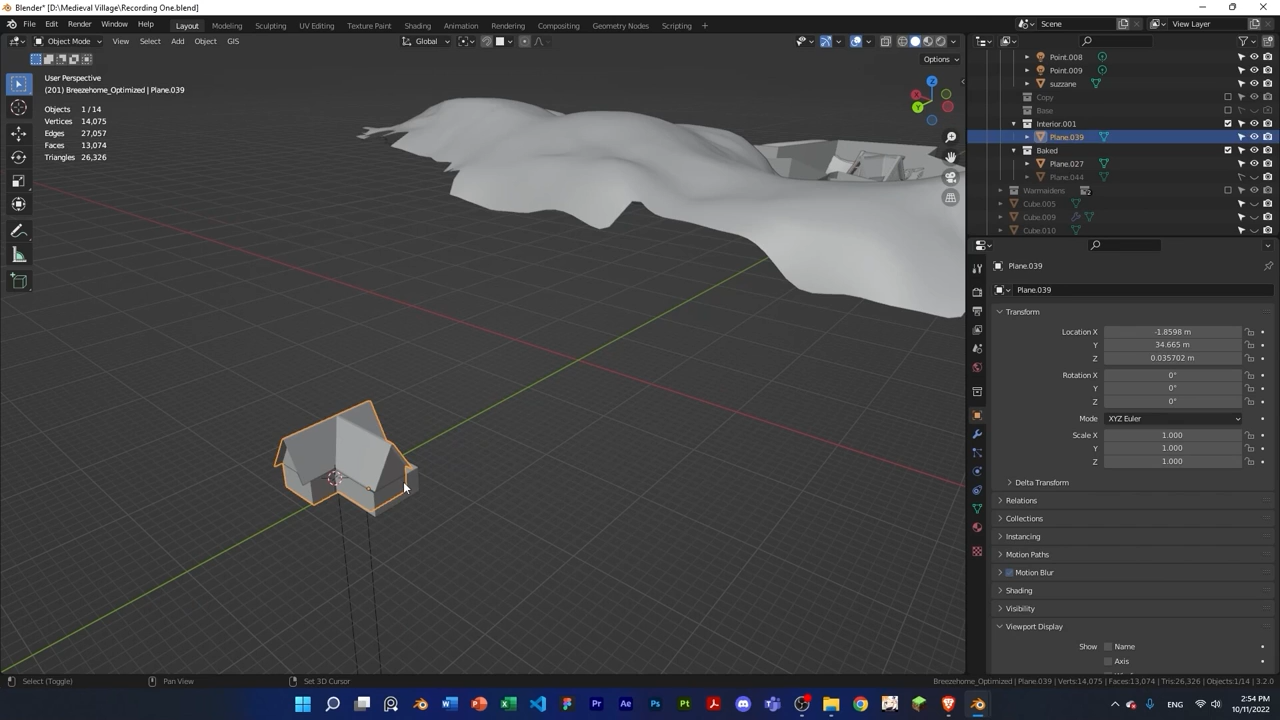 Blender* [D:\Medieval Village\Recording One.blend]
File Edit Render Window Help Layout Modeling Sculpting UV Editing Texture Paint Shading Animation Rendering Compositing Geometry Nodes Scripting + Scene View Layer
Object Mode View Select Add Object GIS Global
Options
User Perspective
(201) Breezehome_Optimized | Plane.039
Objects 1 / 14
Vertices 14,075
Edges 27,057
Faces 13,074
Triangles 26,326
Z
Y
Point.008
Point.009
suzzane
Copy
Base
Interior.001
Plane.039
Baked
Plane.027
Plane.044
Warmaidens 2
Cube.005
Cube.009
Cube.010
Plane.039
Plane.039
Transform
Location X -1.8598 m
Y 34.665 m
Z 0.035702 m
Rotation X 0°
Y 0°
Z 0°
Mode XYZ Euler
Scale X 1.000
Y 1.000
Z 1.000
Delta Transform
Relations
Collections
Instancing
Motion Paths
Motion Blur
Shading
Visibility
Viewport Display
Show Name
Axis
Select (Toggle) Pan View Set 3D Cursor Breezehome_Optimized | Plane.039 | Verts:14,075 | Faces:13,074 | Tris:26,326 | Objects:1/14 | 3.2.0
Pr Ae Ps Pt
2:54 PM
10/1/2022